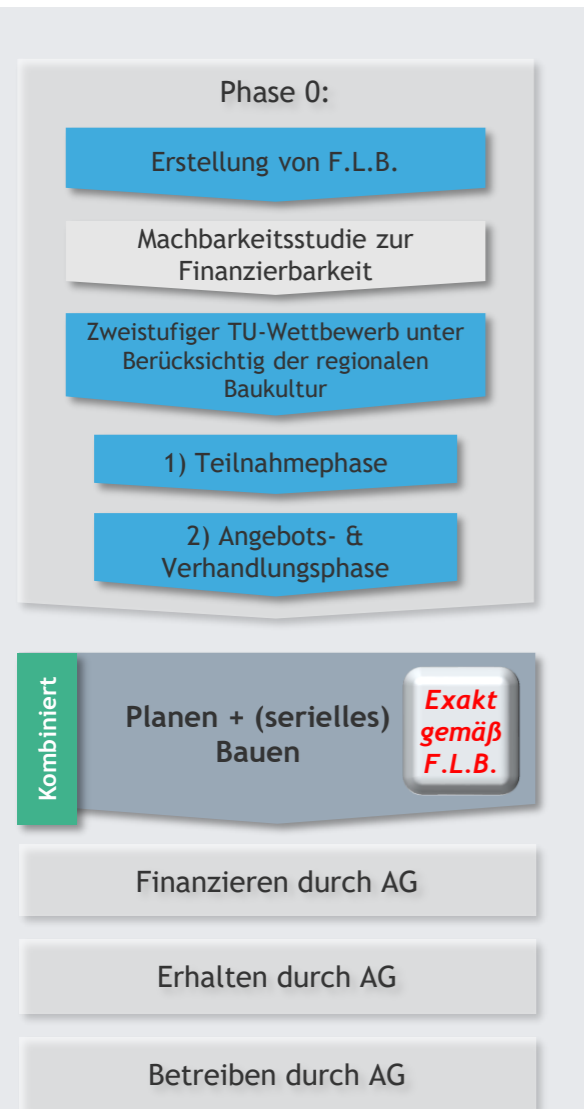 Phase 0:
Erstellung von F.L.B.
Machbarkeitsstudie zur
Finanzierbarkeit
Zweistufiger TU-Wettbewerb unter
Berücksichtig der regionalen
Baukultur
1) Teilnahmephase
2) Angebots- &
Verhandlungsphase
Kombiniert
Planen + (serielles)
Bauen
Exakt
gemäß
F.L.B.
Finanzieren durch AG
Erhalten durch AG
Betreiben durch AG